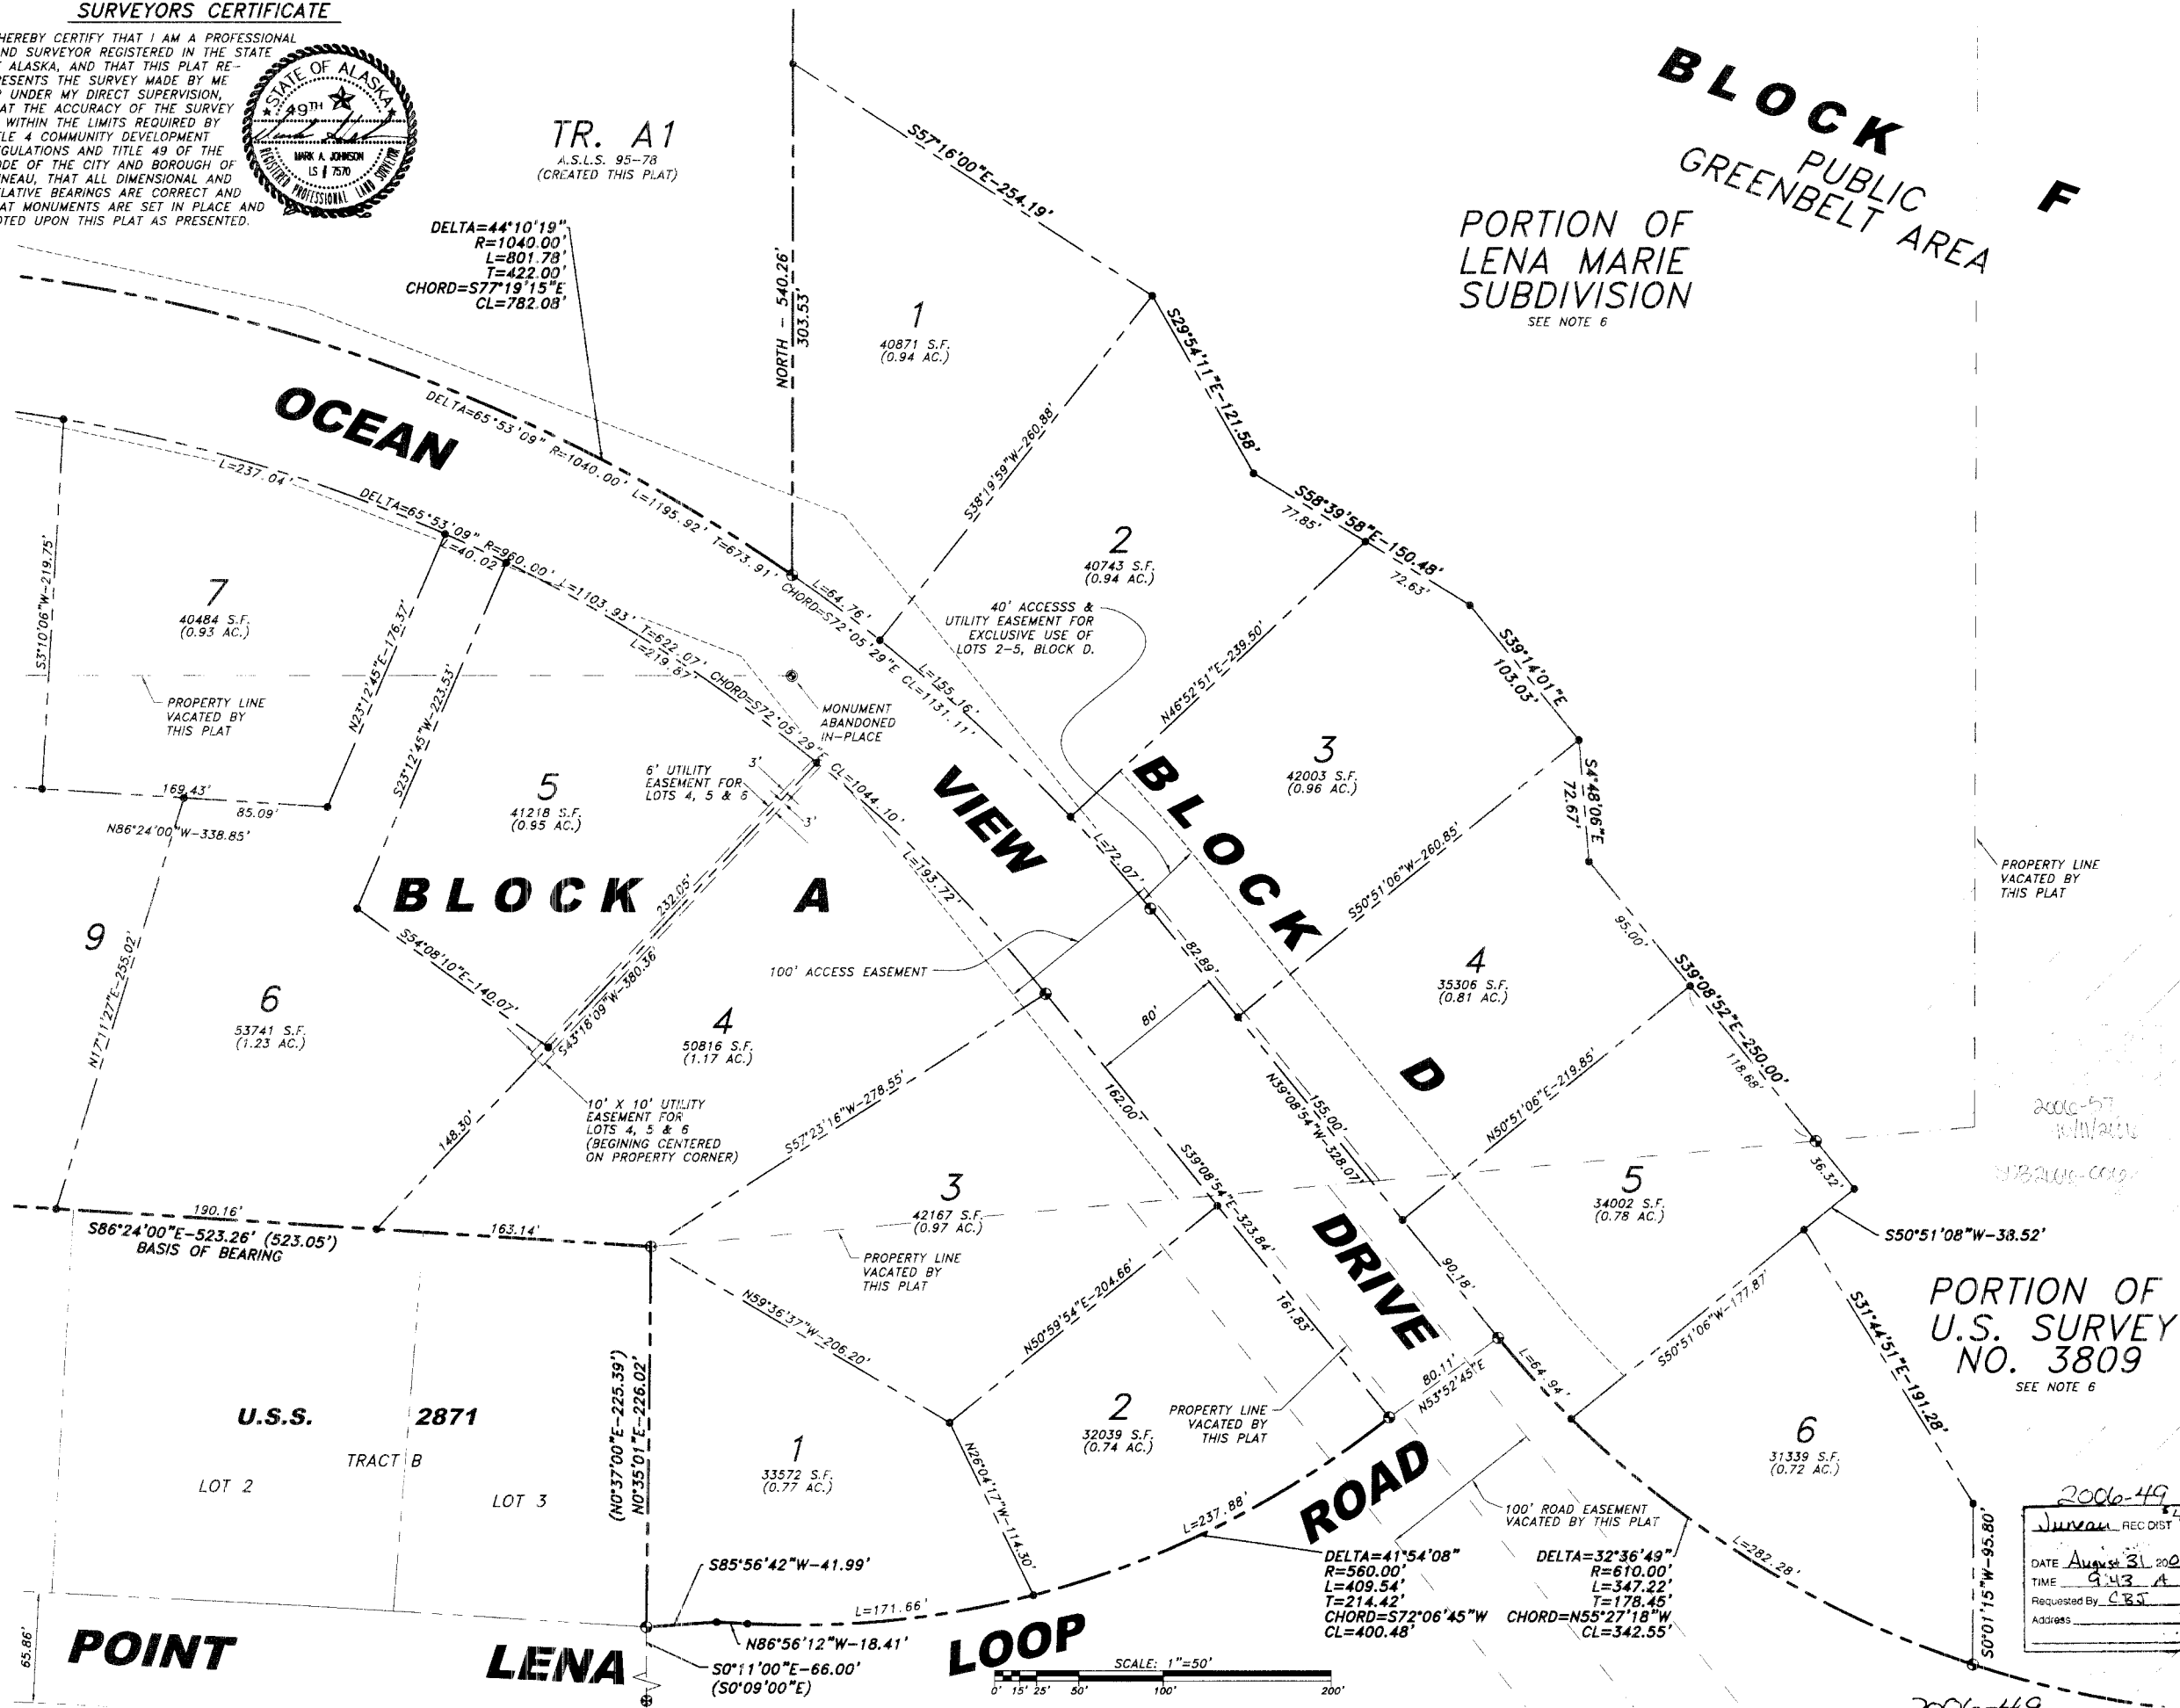 SURVEYORS CERTIFICATE
HEREBY CERTIFY THAT I AM A PROFESSIONAL
ND SURVEYOR REGISTERED IN THE STATE
ALASKA, AND THAT THIS PLAT RE-
ESENTS THE SURVEY MADE BY ME
UNDER MY DIRECT SUPERVISION,
AT THE ACCURACY OF THE SURVEY
WITHIN THE LIMITS REQUIRED BY
LE 4 COMMUNITY DEVELOPMENT
GULATIONS AND TITLE 49 OF THE
DE OF THE CITY AND BOROUGH OF
NEAU, THAT ALL DIMENSIONAL AND
LATIVE BEARINGS ARE CORRECT AND
AT MONUMENTS ARE SET IN PLACE AND
OTED UPON THIS PLAT AS PRESENTED.
STATE OF ALASKA
49TH
MARK A. JOHNSON
LS # 7570
REGISTERED PROFESSIONAL LAND SURVEYOR
TR. A1
A.S.L.S. 95-78
(CREATED THIS PLAT)
DELTA=44°10'19"
R=1040.00'
L=801.78'
T=422.00'
CHORD=S77°19'15"E
CL=782.08'
NORTH - 540.26'
303.53'
S57°16'00"E-254.19'
BLOCK F
PUBLIC
GREENBELT AREA
PORTION OF
LENA MARIE
SUBDIVISION
SEE NOTE 6
1
40871 S.F.
(0.94 AC.)
S29°54'11"E-121.58'
S38°19'59"W-260.88'
S58°39'58"E-150.48'
77.85'
72.63'
2
40743 S.F.
(0.94 AC.)
40' ACCESSS &
UTILITY EASEMENT FOR
EXCLUSIVE USE OF
LOTS 2-5, BLOCK D.
N46°52'51"E-239.50'
S39°14'01"E
103.03'
3
42003 S.F.
(0.96 AC.)
S4°48'06"E
72.67'
S50°51'06"W-260.85'
PROPERTY LINE
VACATED BY
THIS PLAT
95.00'
S39°08'52"E-250.00'
118.68'
4
35306 S.F.
(0.81 AC.)
N50°51'06"E-219.85'
36.32'
5
34002 S.F.
(0.78 AC.)
S50°51'08"W-38.52'
S50°51'06"W-177.87'
PORTION OF
U.S. SURVEY
NO. 3809
SEE NOTE 6
S31°44'51"E-191.28'
6
31339 S.F.
(0.72 AC.)
S0°01'15"W-95.80'
OCEAN
VIEW
DRIVE
BLOCK D
DELTA=65°53'09" R=1040.00' L=1195.92' T=673.91' CHORD=S72°05'29"E CL=1131.11'
L=64.76'
L=155.16'
L=72.07'
82.89'
80'
155.00'
N39°08'54"W-328.07'
90.18'
L=64.94'
80.11'
N53°52'45"E
L=282.28'
L=237.04'
DELTA=65°53'09" R=960.00' L=1103.93' T=622.07' CHORD=S72°05'29"E CL=1044.10'
L=40.02'
L=219.87'
L=193.72'
162.00'
S39°08'54"E-323.84'
161.83'
MONUMENT
ABANDONED
IN-PLACE
S3°10'06"W-219.75'
7
40484 S.F.
(0.93 AC.)
PROPERTY LINE
VACATED BY
THIS PLAT
N23°12'45"E-176.37'
S23°12'45"W-223.53'
169.43'
85.09'
N86°24'00"W-338.85'
5
41218 S.F.
(0.95 AC.)
6' UTILITY
EASEMENT FOR
LOTS 4, 5 & 6
3'
3'
BLOCK A
9
N17°11'27"E-255.02'
6
53741 S.F.
(1.23 AC.)
S54°08'10"E-140.07'
232.05'
S43°18'09"W-380.36'
148.30'
100' ACCESS EASEMENT
4
50816 S.F.
(1.17 AC.)
10' X 10' UTILITY
EASEMENT FOR
LOTS 4, 5 & 6
(BEGINING CENTERED
ON PROPERTY CORNER)
S57°23'16"W-278.55'
190.16'
163.14'
S86°24'00"E-523.26' (523.05')
BASIS OF BEARING
3
42167 S.F.
(0.97 AC.)
PROPERTY LINE
VACATED BY
THIS PLAT
N59°36'37"W-206.20'
N50°59'54"E-204.66'
2
32039 S.F.
(0.74 AC.)
PROPERTY LINE
VACATED BY
THIS PLAT
(N0°37'00"E-225.39')
N0°35'01"E-226.02'
1
33572 S.F.
(0.77 AC.)
N26°04'17"W-114.30'
L=237.88'
L=171.66'
U.S.S. 2871
TRACT B
LOT 2
LOT 3
S85°56'42"W-41.99'
N86°56'12"W-18.41'
S0°11'00"E-66.00'
(S0°09'00"E)
65.86'
POINT LENA LOOP ROAD
100' ROAD EASEMENT
VACATED BY THIS PLAT
DELTA=41°54'08"
R=560.00'
L=409.54'
T=214.42'
CHORD=S72°06'45"W
CL=400.48'
DELTA=32°36'49"
R=610.00'
L=347.22'
T=178.45'
CHORD=N55°27'18"W
CL=342.55'
SCALE: 1"=50'
0' 15' 25' 50' 100' 200'
2006-57
10/11/2006
2006-49
Juneau REC DIST
DATE August 31 200
TIME 9:43 A
Requested By CBJ
Address
2006-49